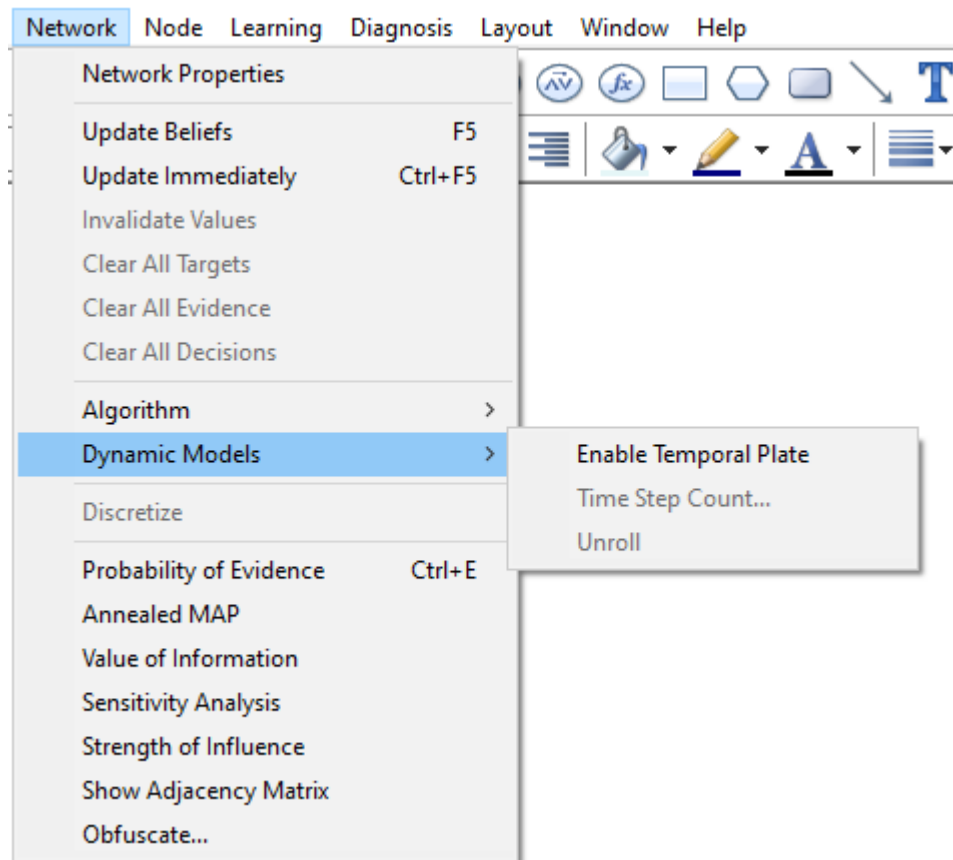 Network Node Learning Diagnosis Layout Window Help
Network Properties
Update Beliefs F5
Update Immediately Ctrl+F5
Invalidate Values
Clear All Targets
Clear All Evidence
Clear All Decisions
Algorithm
Dynamic Models
Enable Temporal Plate
Time Step Count...
Unroll
Discretize
Probability of Evidence Ctrl+E
Annealed MAP
Value of Information
Sensitivity Analysis
Strength of Influence
Show Adjacency Matrix
Obfuscate...
fx
T
A